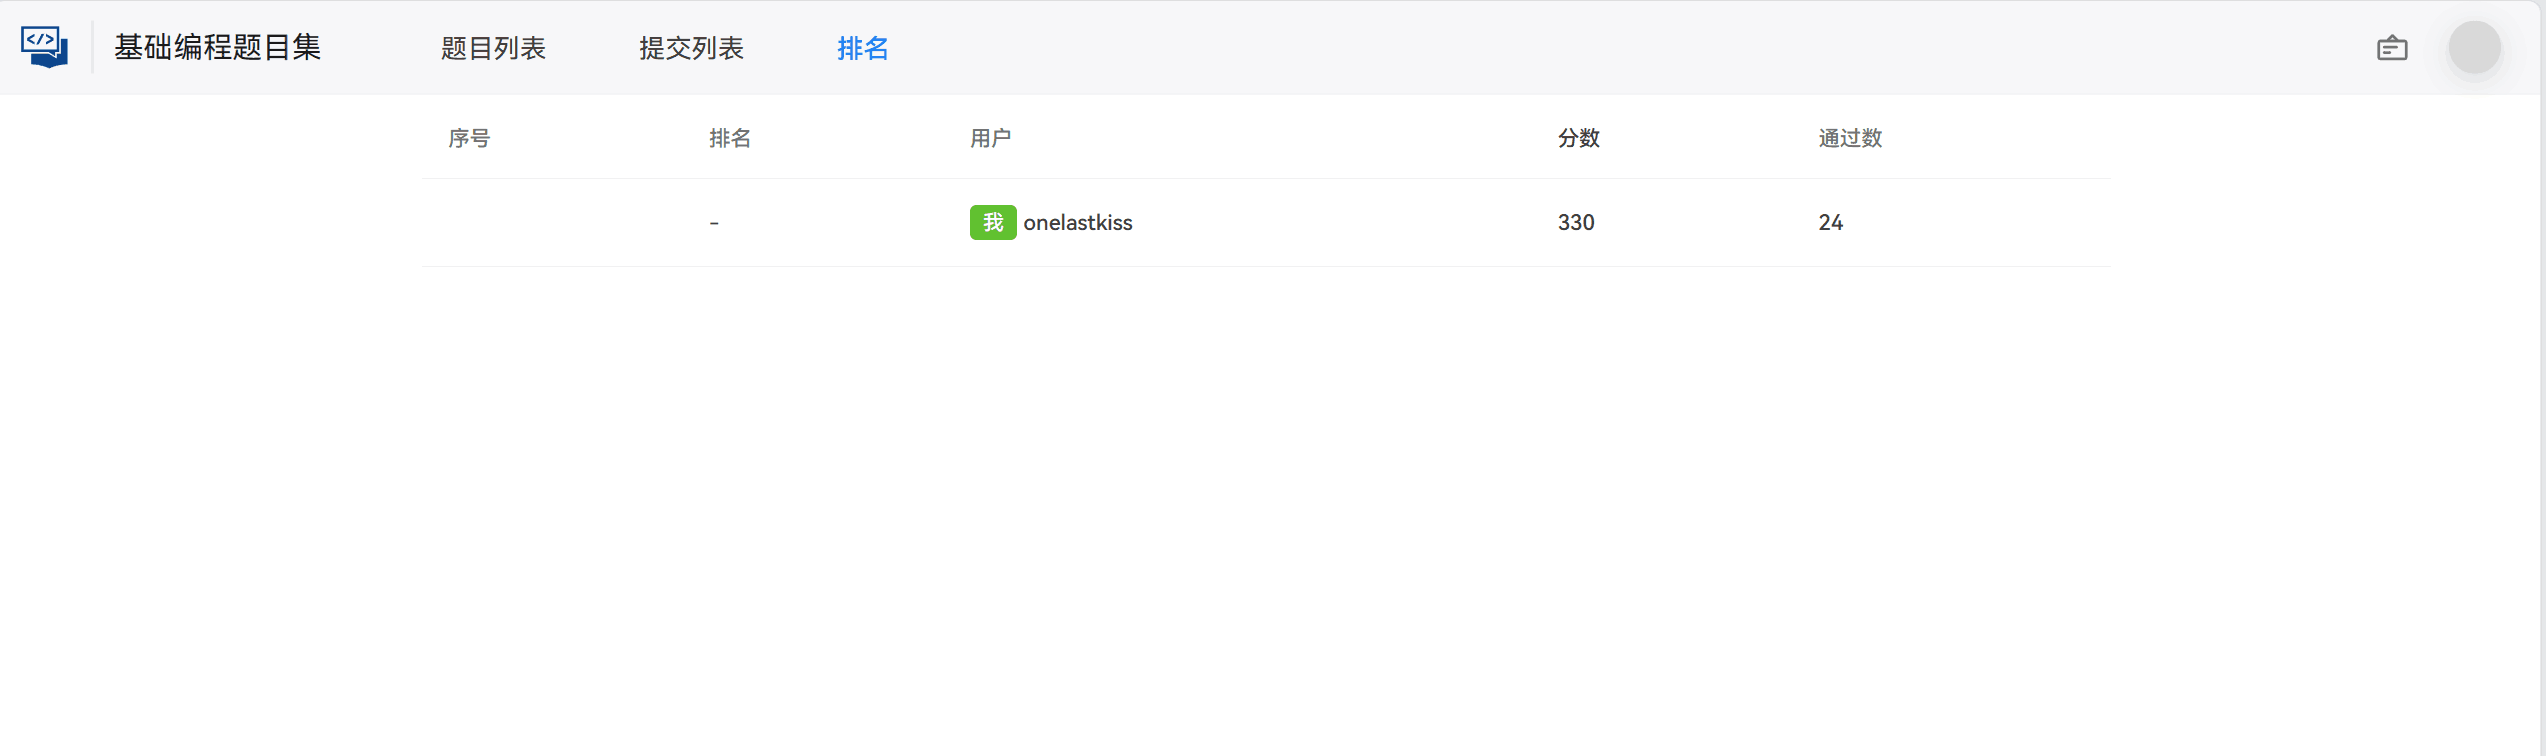 基础编程题目集 题目列表 提交列表 排名
序号 排名 用户 分数 通过数
- 我 onelastkiss 330 24